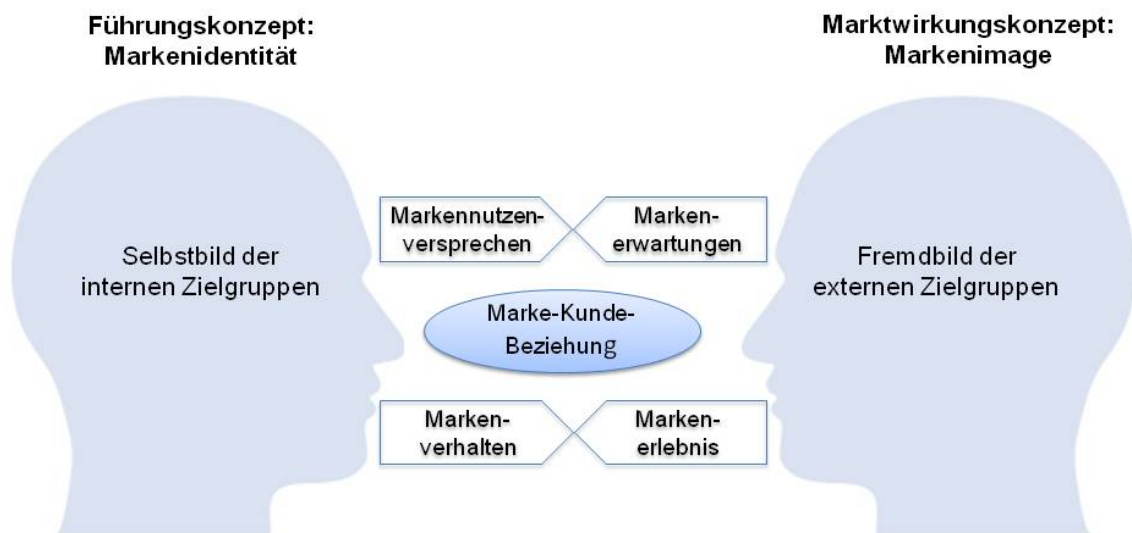 Führungskonzept:
Markenidentität
Marktwirkungskonzept:
Markenimage
Selbstbild der
internen Zielgruppen
Markennutzen-
versprechen
Marken-
erwartungen
Marke-Kunde-
Beziehung
Marken-
verhalten
Marken-
erlebnis
Fremdbild der
externen Zielgruppen